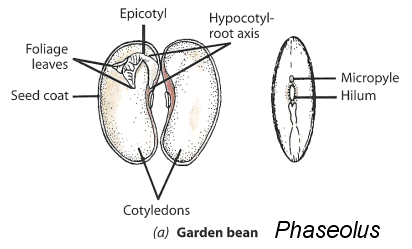 Epicotyl
Hypocotyl-
root axis
Foliage
leaves
Seed coat
Micropyle
Hilum
Cotyledons
(a) Garden bean Phaseolus